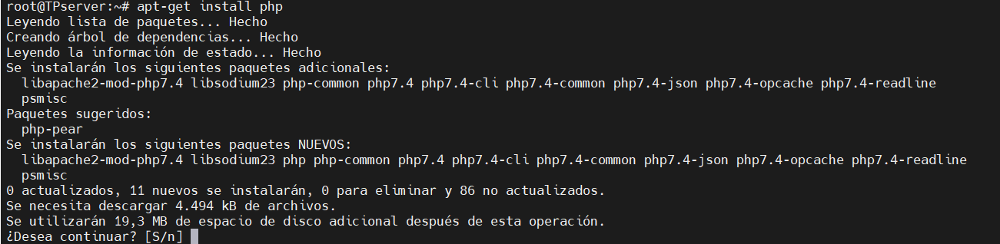 root@TPserver:~# apt-get install php
Leyendo lista de paquetes... Hecho
Creando árbol de dependencias... Hecho
Leyendo la información de estado... Hecho
Se instalarán los siguientes paquetes adicionales:
  libapache2-mod-php7.4 libsodium23 php-common php7.4 php7.4-cli php7.4-common php7.4-json php7.4-opcache php7.4-readline
  psmisc
Paquetes sugeridos:
  php-pear
Se instalarán los siguientes paquetes NUEVOS:
  libapache2-mod-php7.4 libsodium23 php php-common php7.4 php7.4-cli php7.4-common php7.4-json php7.4-opcache php7.4-readline
  psmisc
0 actualizados, 11 nuevos se instalarán, 0 para eliminar y 86 no actualizados.
Se necesita descargar 4.494 kB de archivos.
Se utilizarán 19,3 MB de espacio de disco adicional después de esta operación.
¿Desea continuar? [S/n]